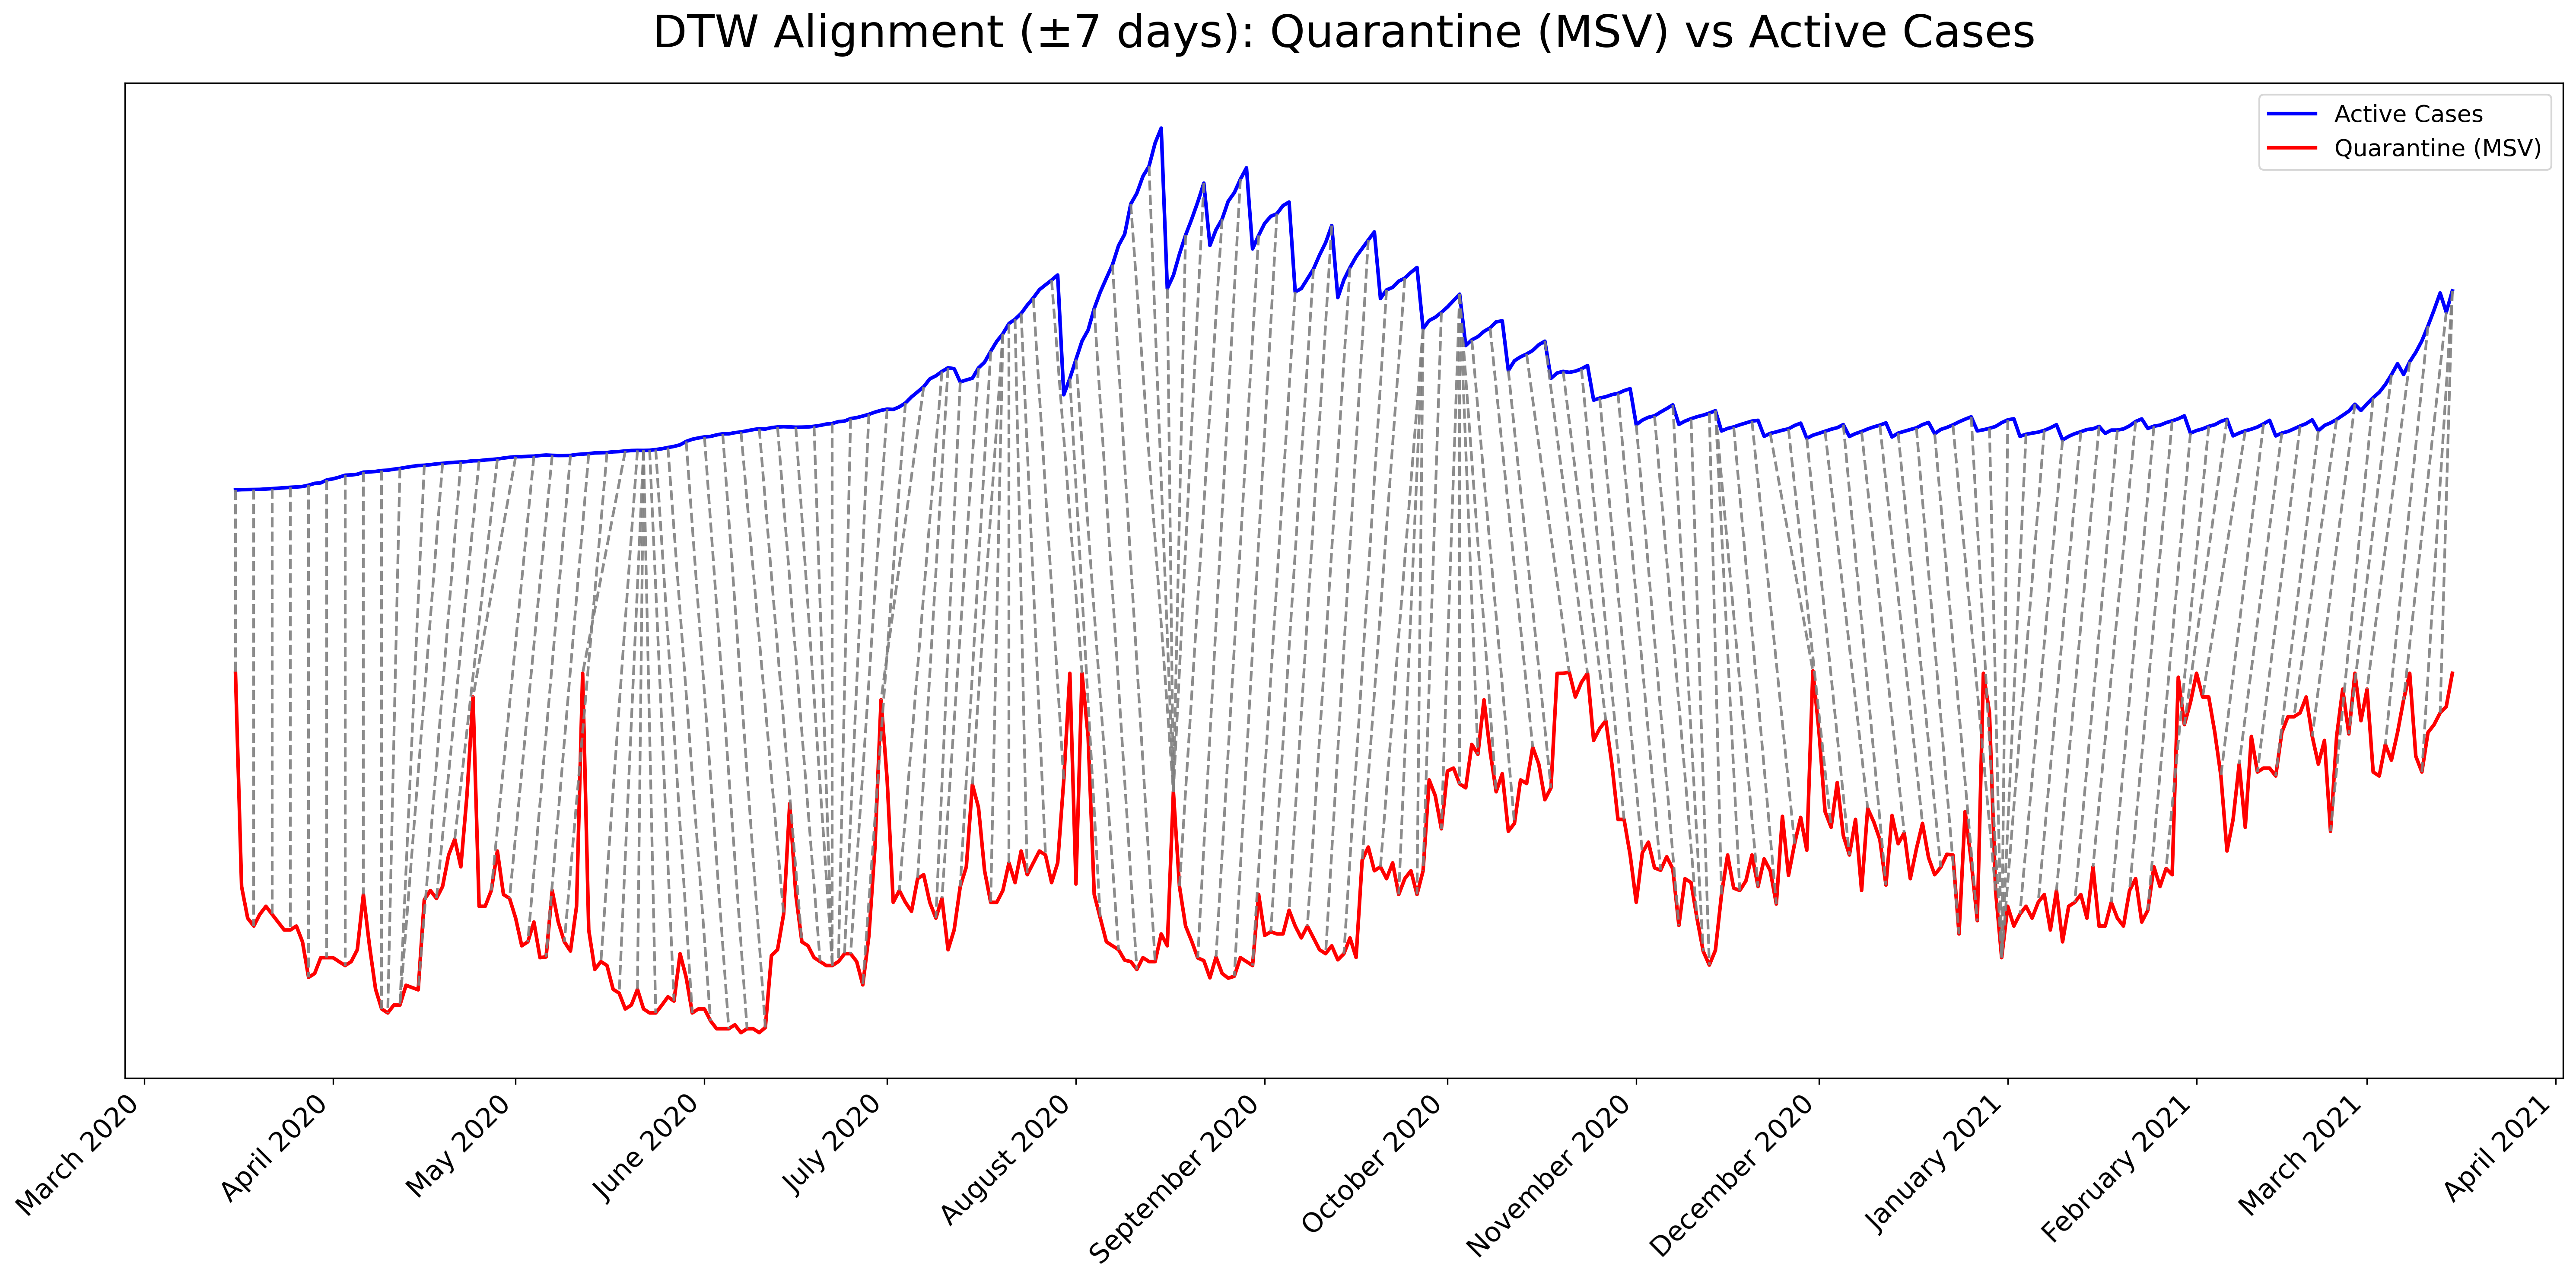 DTW Alignment (±7 days): Quarantine (MSV) vs Active Cases
Active Cases
Quarantine (MSV)
March 2020
April 2020
May 2020
June 2020
July 2020
August 2020
September 2020
October 2020
November 2020
December 2020
January 2021
February 2021
March 2021
April 2021